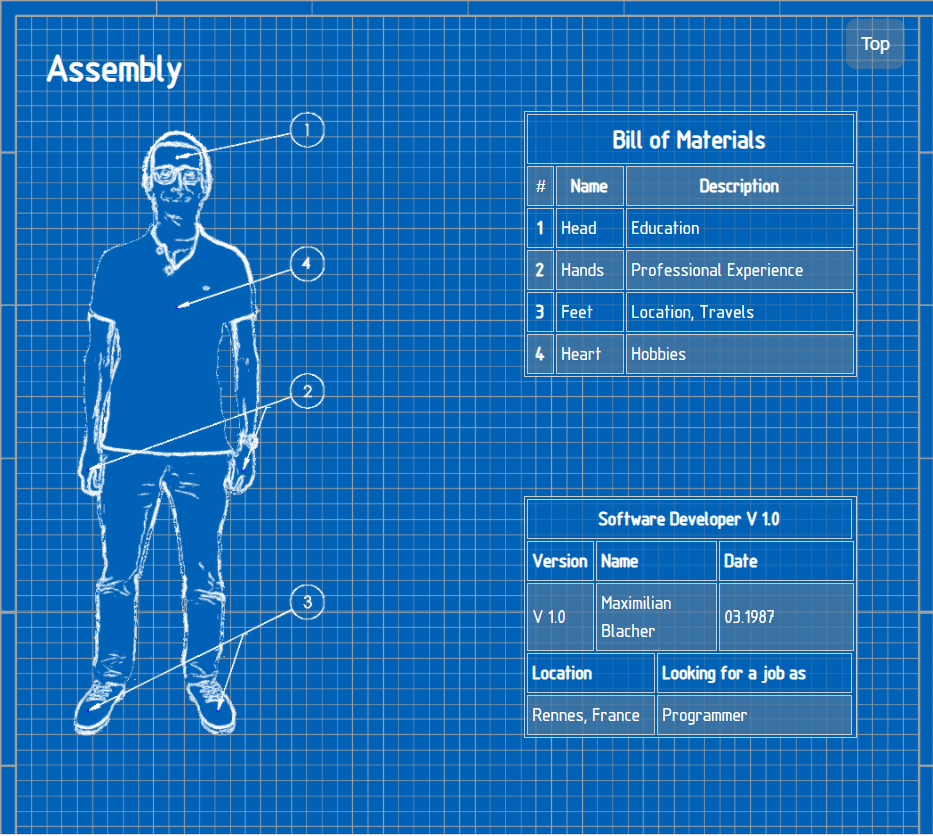 Top
Assembly
1
4
2
3
Bill of Materials
# Name Description
1 Head Education
2 Hands Professional Experience
3 Feet Location, Travels
4 Heart Hobbies
Software Developer V 1.0
Version Name Date
V 1.0 Maximilian Blacher 03.1987
Location Looking for a job as
Rennes, France Programmer